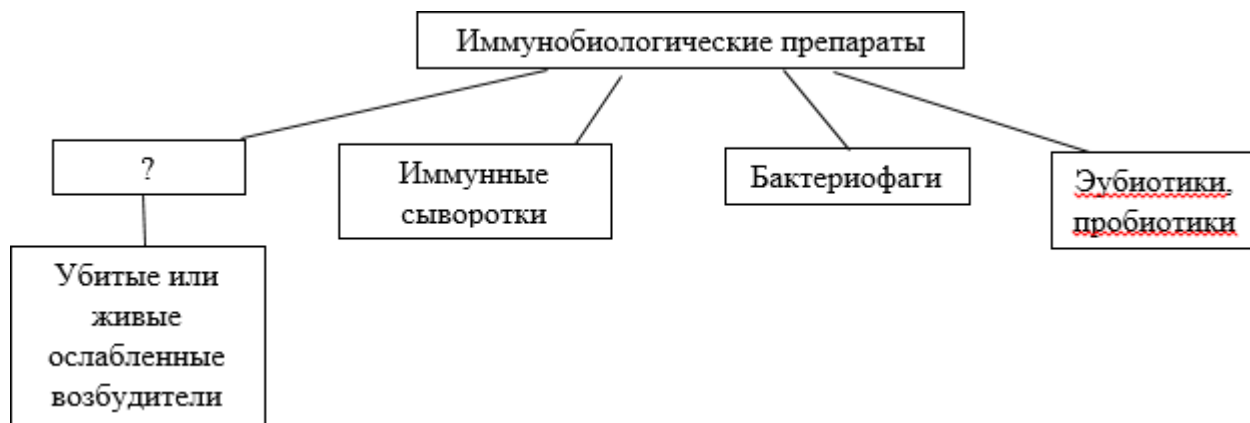 Иммунобиологические препараты
?
Иммунные
сыворотки
Бактериофаги
Эубиотики,
пробиотики
Убитые или
живые
ослабленные
возбудители